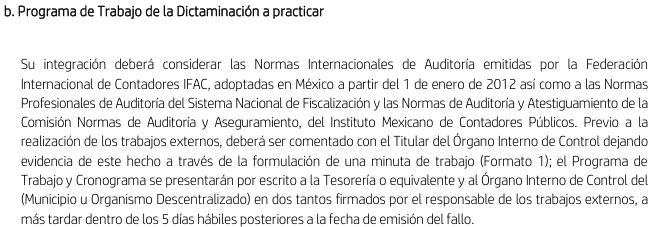 b. Programa de Trabajo de la Dictaminación a practicar
Su integración deberá considerar las Normas Internacionales de Auditoría emitidas por la Federación
Internacional de Contadores IFAC, adoptadas en México a partir del 1 de enero de 2012 así como a las Normas
Profesionales de Auditoría del Sistema Nacional de Fiscalización y las Normas de Auditoría y Atestiguamiento de la
Comisión Normas de Auditoría y Aseguramiento, del Instituto Mexicano de Contadores Públicos. Previo a la
realización de los trabajos externos, deberá ser comentado con el Titular del Órgano Interno de Control dejando
evidencia de este hecho a través de la formulación de una minuta de trabajo (Formato 1); el Programa de
Trabajo y Cronograma se presentarán por escrito a la Tesorería o equivalente y al Órgano Interno de Control del
(Municipio u Organismo Descentralizado) en dos tantos firmados por el responsable de los trabajos externos, a
más tardar dentro de los 5 días hábiles posteriores a la fecha de emisión del fallo.